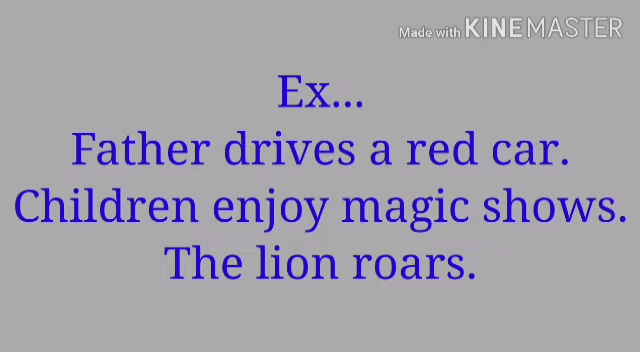 Made with KINEMASTER
Ex...
Father drives a red car.
Children enjoy magic shows.
The lion roars.